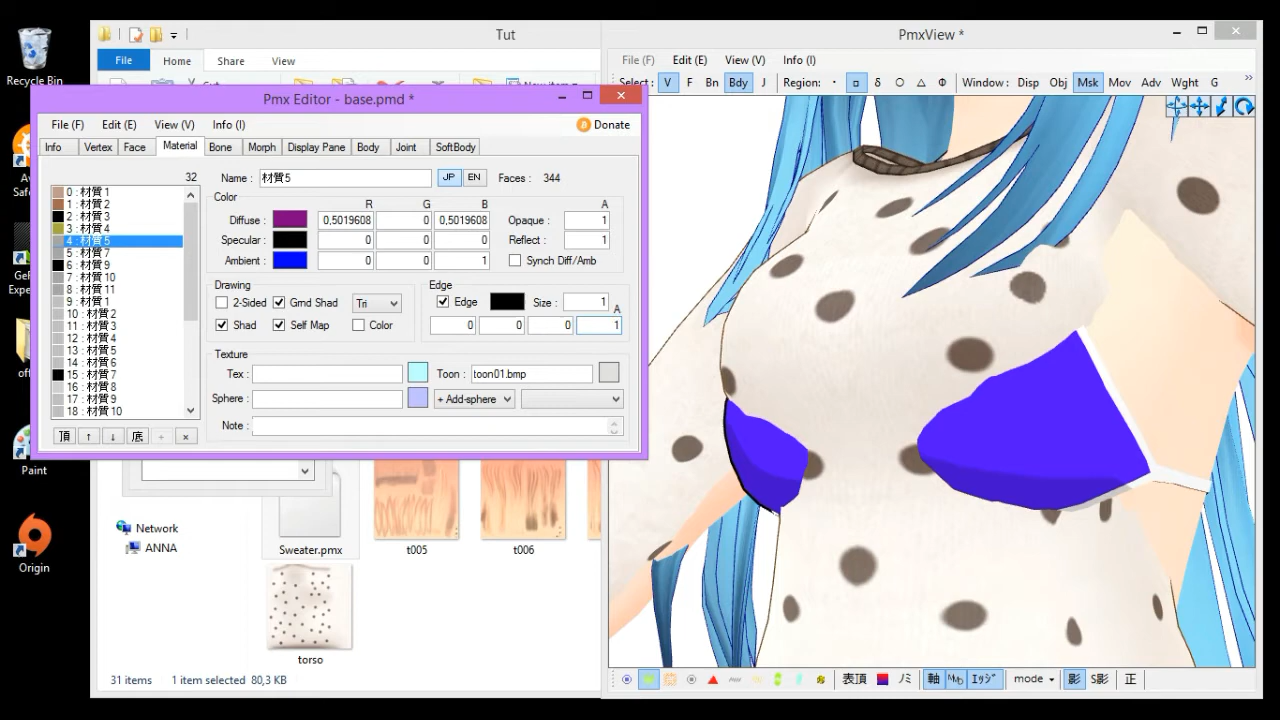 Recycle Bin
Paint
Origin
Tut
File Home Share View
Network
ANNA
Sweater.pmx
t005
t006
torso
31 items 1 item selected 80,3 KB
Pmx Editor - base.pmd *
File (F) Edit (E) View (V) Info (I) Donate
Info Vertex Face Material Bone Morph Display Pane Body Joint SoftBody
32
0 : 材質1
1 : 材質2
2 : 材質3
3 : 材質4
4 : 材質5
5 : 材質7
6 : 材質9
7 : 材質10
8 : 材質11
9 : 材質1
10 : 材質2
11 : 材質3
12 : 材質4
13 : 材質5
14 : 材質6
15 : 材質7
16 : 材質8
17 : 材質9
18 : 材質10
頂 ↑ ↓ 底 + ×
Name : 材質5 JP EN Faces : 344
Color
R G B A
Diffuse : 0,5019608 0 0,5019608 Opaque : 1
Specular : 0 0 0 Reflect : 1
Ambient : 0 0 1 Synch Diff/Amb
Drawing
2-Sided Grnd Shad Tri
Shad Self Map Color
Edge
Edge Size : 1
A
0 0 0 1
Texture
Tex : Toon : toon01.bmp
Sphere : + Add-sphere
Note :
PmxView *
File (F) Edit (E) View (V) Info (I)
Select : V F Bn Bdy J Region: Window : Disp Obj Msk Mov Adv Wght G
表頂 ノミ 軸 エッジ mode 影 S影 正